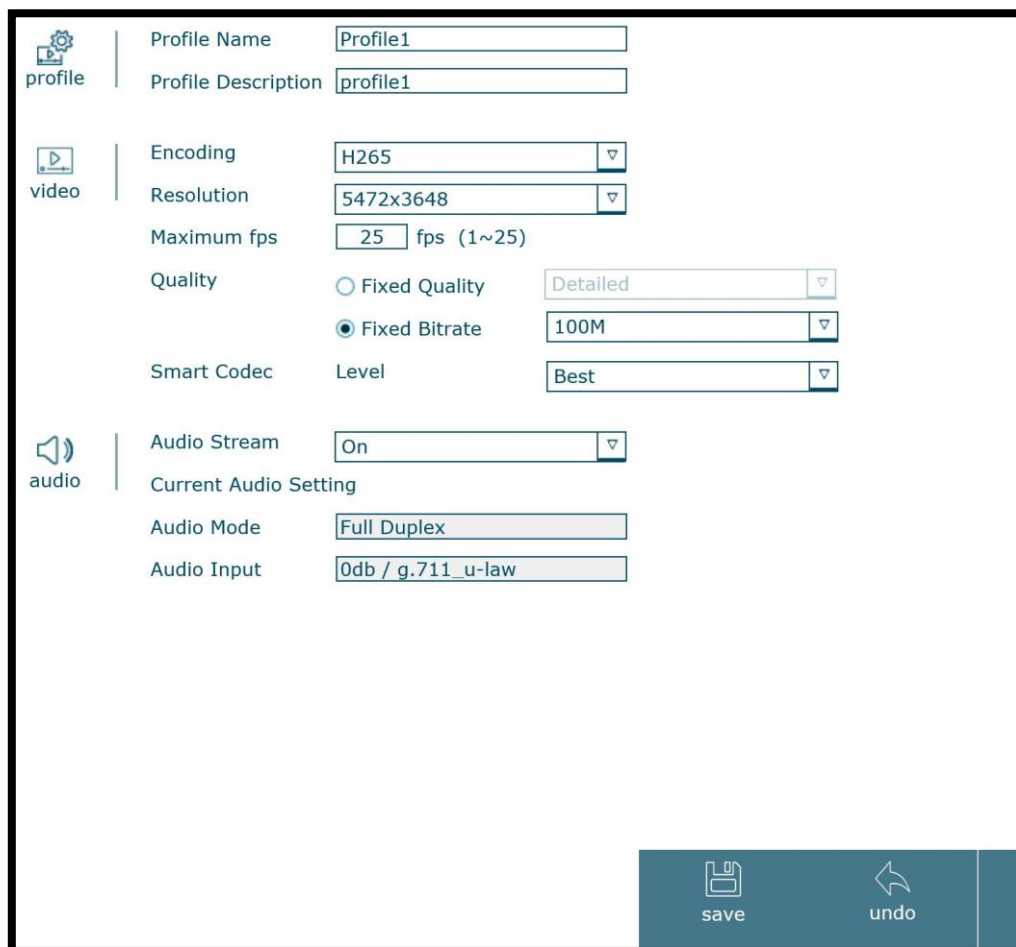 profile
Profile Name Profile1
Profile Description profile1
video
Encoding H265
Resolution 5472x3648
Maximum fps 25 fps (1~25)
Quality Fixed Quality Detailed
Fixed Bitrate 100M
Smart Codec Level Best
audio
Audio Stream On
Current Audio Setting
Audio Mode Full Duplex
Audio Input 0db / g.711_u-law
save undo